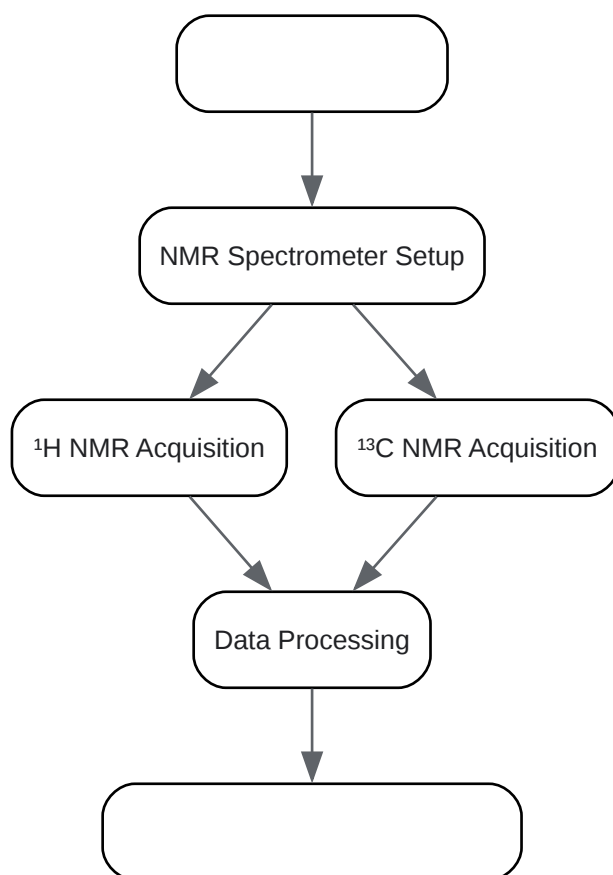 NMR Spectrometer Setup
¹H NMR Acquisition
¹³C NMR Acquisition
Data Processing